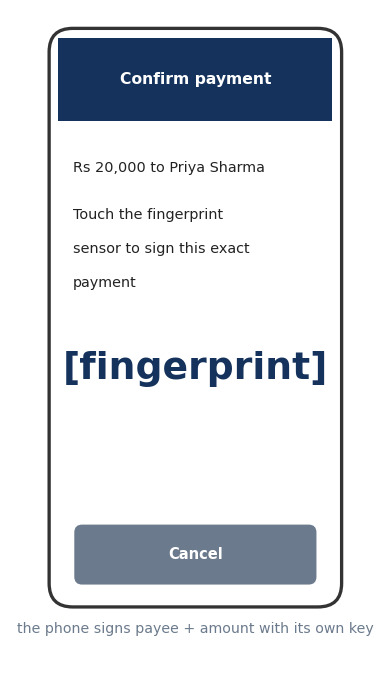 Confirm payment
Rs 20,000 to Priya Sharma
Touch the fingerprint
sensor to sign this exact
payment
[fingerprint]
Cancel
the phone signs payee + amount with its own key